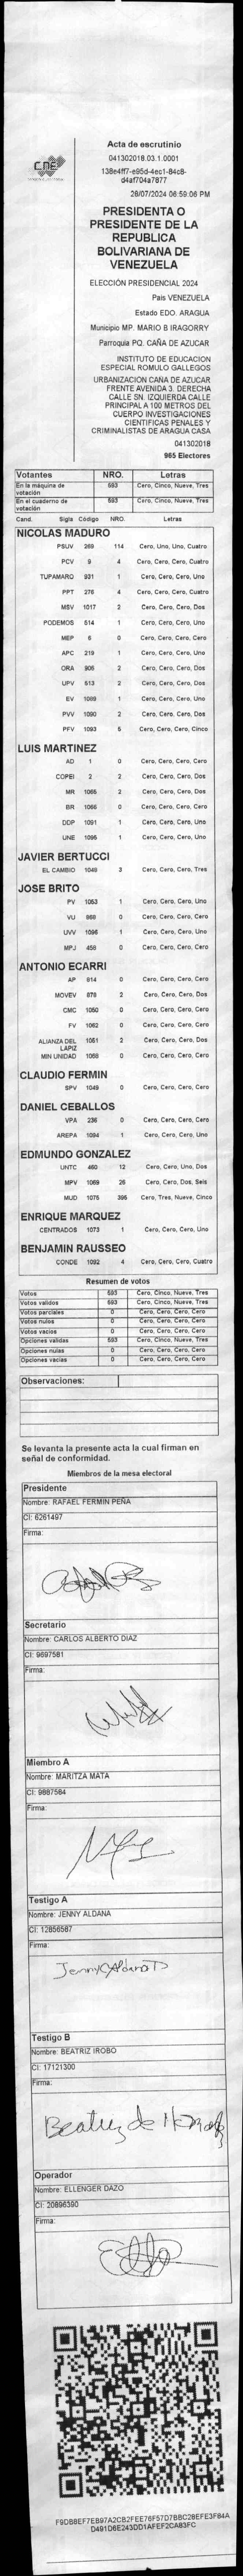 CNE
Acta de escrutinio
041302018.03.1.0001
138e4ff7-e95d-4ec1-84c8-
d4af704a7877
28/07/2024 06:59:06 PM
PRESIDENTA O
PRESIDENTE DE LA
REPUBLICA
BOLIVARIANA DE
VENEZUELA
ELECCIÓN PRESIDENCIAL 2024
País VENEZUELA
Estado EDO. ARAGUA
Municipio MP. MARIO B IRAGORRY
Parroquia PQ. CAÑA DE AZUCAR
INSTITUTO DE EDUCACION
ESPECIAL ROMULO GALLEGOS
URBANIZACIÓN CAÑA DE AZUCAR
FRENTE AVENIDA 3. DERECHA
CALLE SN. IZQUIERDA CALLE
PRINCIPAL A 100 METROS DEL
CUERPO INVESTIGACIONES
CIENTIFICAS PENALES Y
CRIMINALISTAS DE ARAGUA CASA
041302018
965 Electores
Votantes NRO. Letras
En la máquina de votación 593 Cero, Cinco, Nueve, Tres
En el cuaderno de votación 593 Cero, Cinco, Nueve, Tres
Cand. Sigla Código NRO. Letras
NICOLAS MADURO
PSUV 269 114 Cero, Uno, Uno, Cuatro
PCV 9 4 Cero, Cero, Cero, Cuatro
TUPAMARO 931 1 Cero, Cero, Cero, Uno
PPT 276 4 Cero, Cero, Cero, Cuatro
MSV 1017 2 Cero, Cero, Cero, Dos
PODEMOS 514 1 Cero, Cero, Cero, Uno
MEP 6 0 Cero, Cero, Cero, Cero
APC 219 1 Cero, Cero, Cero, Uno
ORA 906 2 Cero, Cero, Cero, Dos
UPV 513 2 Cero, Cero, Cero, Dos
EV 1089 1 Cero, Cero, Cero, Uno
PVV 1090 2 Cero, Cero, Cero, Dos
PFV 1093 5 Cero, Cero, Cero, Cinco
LUIS MARTINEZ
AD 1 0 Cero, Cero, Cero, Cero
COPEI 2 2 Cero, Cero, Cero, Dos
MR 1065 2 Cero, Cero, Cero, Dos
BR 1066 0 Cero, Cero, Cero, Cero
DDP 1091 1 Cero, Cero, Cero, Uno
UNE 1095 1 Cero, Cero, Cero, Uno
JAVIER BERTUCCI
EL CAMBIO 1048 3 Cero, Cero, Cero, Tres
JOSE BRITO
PV 1053 1 Cero, Cero, Cero, Uno
VU 988 0 Cero, Cero, Cero, Cero
UVV 1096 1 Cero, Cero, Cero, Uno
MPJ 456 0 Cero, Cero, Cero, Cero
ANTONIO ECARRI
AP 814 0 Cero, Cero, Cero, Cero
MOVEV 879 2 Cero, Cero, Cero, Dos
CMC 1050 0 Cero, Cero, Cero, Cero
FV 1062 0 Cero, Cero, Cero, Cero
ALIANZA DEL LAPIZ 1051 2 Cero, Cero, Cero, Dos
MIN UNIDAD 1088 0 Cero, Cero, Cero, Cero
CLAUDIO FERMIN
SPV 1049 0 Cero, Cero, Cero, Cero
DANIEL CEBALLOS
VPA 236 0 Cero, Cero, Cero, Cero
AREPA 1094 1 Cero, Cero, Cero, Uno
EDMUNDO GONZALEZ
UNTC 460 12 Cero, Cero, Uno, Dos
MPV 1069 26 Cero, Cero, Dos, Seis
MUD 1075 395 Cero, Tres, Nueve, Cinco
ENRIQUE MARQUEZ
CENTRADOS 1073 1 Cero, Cero, Cero, Uno
BENJAMIN RAUSSEO
CONDE 1092 4 Cero, Cero, Cero, Cuatro
Resumen de votos
Votos 593 Cero, Cinco, Nueve, Tres
Votos validos 593 Cero, Cinco, Nueve, Tres
Votos parciales 0 Cero, Cero, Cero, Cero
Votos nulos 0 Cero, Cero, Cero, Cero
Votos vacios 0 Cero, Cero, Cero, Cero
Opciones validas 593 Cero, Cinco, Nueve, Tres
Opciones nulas 0 Cero, Cero, Cero, Cero
Opciones vacias 0 Cero, Cero, Cero, Cero
Observaciones:
Se levanta la presente acta la cual firman en
señal de conformidad.
Miembros de la mesa electoral
Presidente
Nombre: RAFAEL FERMIN PEÑA
CI: 6261497
Firma:
Secretario
Nombre: CARLOS ALBERTO DIAZ
CI: 9697581
Firma:
Miembro A
Nombre: MARITZA MATA
CI: 9887584
Firma:
Testigo A
Nombre: JENNY ALDANA
CI: 12856587
Firma:
Jenny Aldana
Testigo B
Nombre: BEATRIZ IROBO
CI: 17121300
Firma:
Beatriz de
Operador
Nombre: ELLENGER DAZO
CI: 20896390
Firma:
F9DB8EF7EB97A2CB2FEE76F57D7BBC28EFE3F84A
D491D6E243DD1AFEF2CA83FC